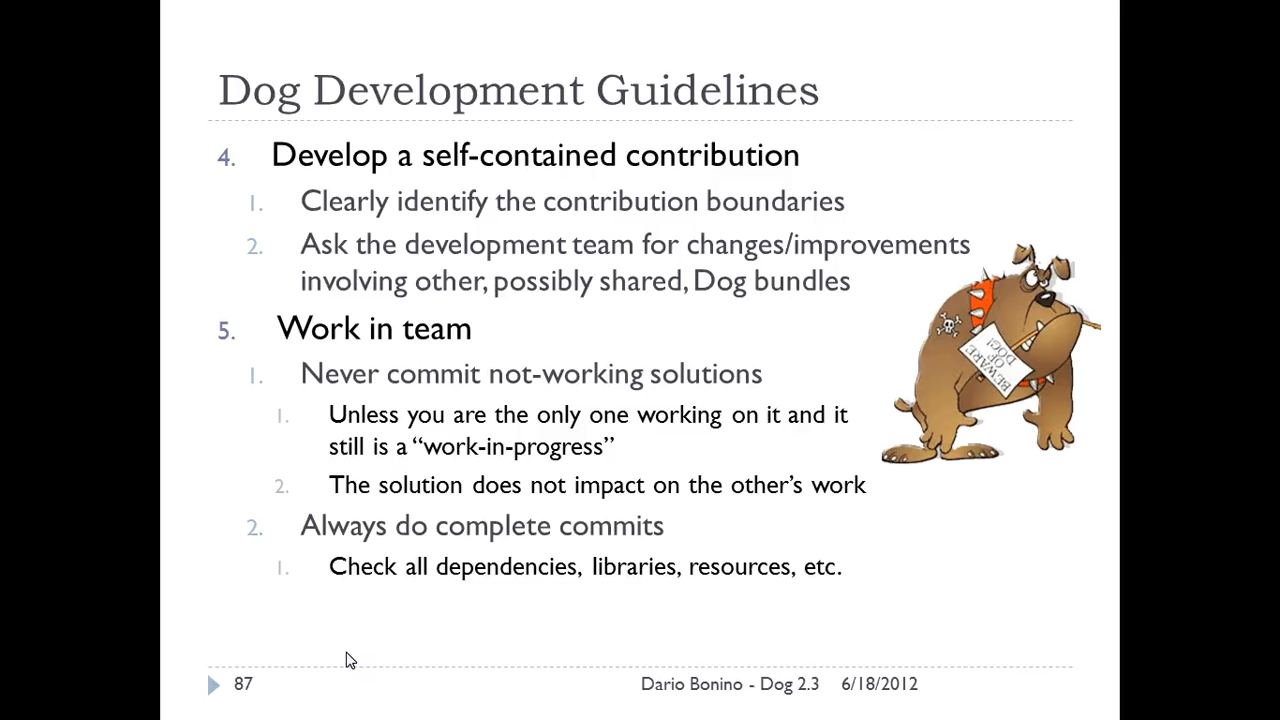 Dog Development Guidelines
4. Develop a self-contained contribution
1. Clearly identify the contribution boundaries
2. Ask the development team for changes/improvements
involving other, possibly shared, Dog bundles
BEWARE
OF
DOG!
5. Work in team
1. Never commit not-working solutions
1. Unless you are the only one working on it and it
still is a “work-in-progress”
2. The solution does not impact on the other’s work
2. Always do complete commits
1. Check all dependencies, libraries, resources, etc.
87 Dario Bonino - Dog 2.3 6/18/2012